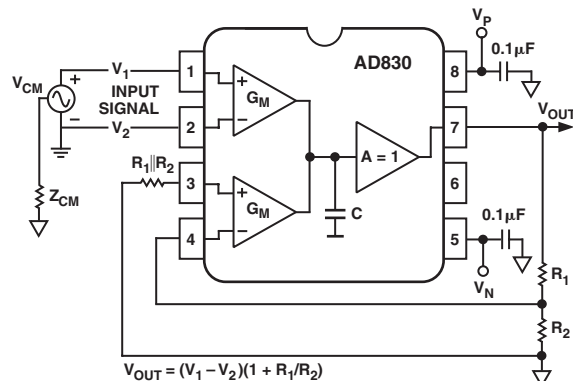 V_P
AD830
0.1μF
V_1
1
8
V_CM
+
INPUT
SIGNAL
+
−
G_M
V_OUT
−
V_2
2
7
A = 1
R_1||R_2
3
6
Z_CM
+
−
G_M
C
0.1μF
4
5
V_N
R_1
R_2
V_OUT = (V_1 – V_2)(1 + R_1/R_2)